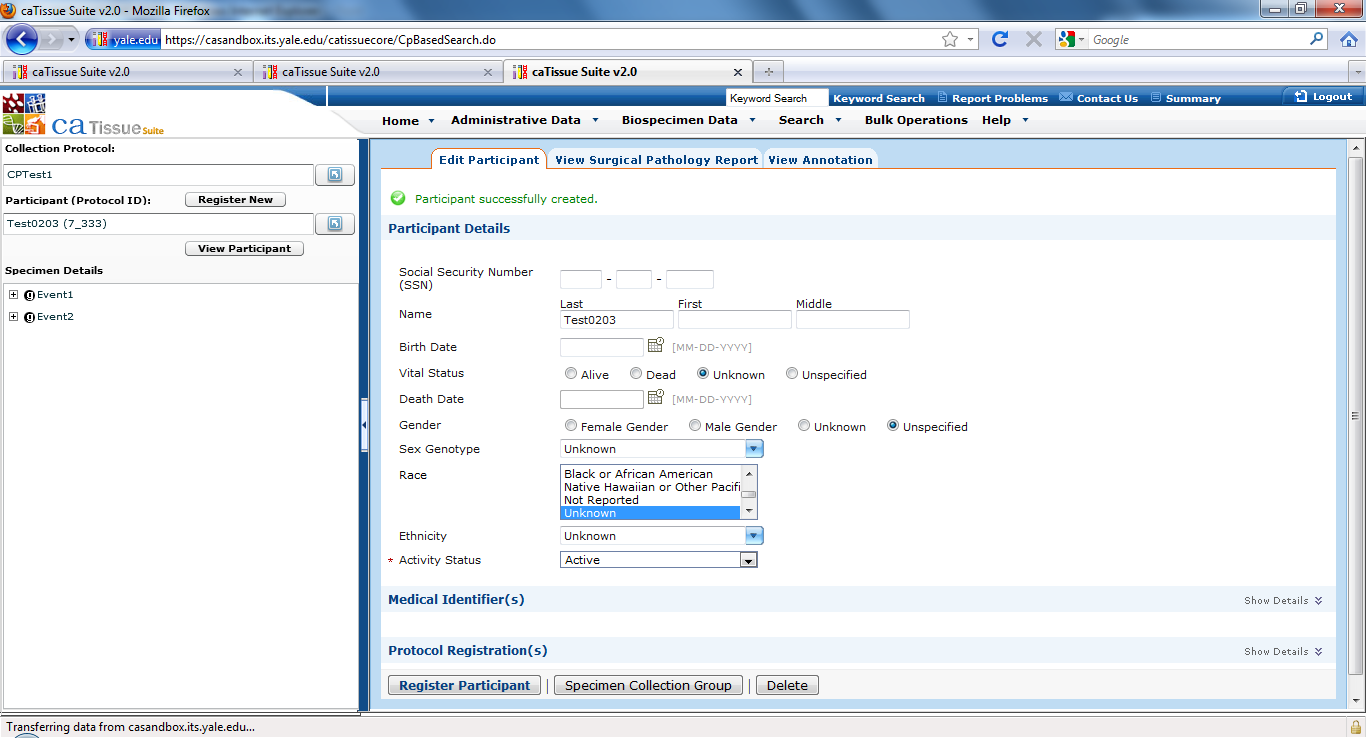 caTissue Suite v2.0 - Mozilla Firefox
yale.edu https://casandbox.its.yale.edu/catissuecore/CpBasedSearch.do Google
caTissue Suite v2.0 caTissue Suite v2.0 caTissue Suite v2.0
Keyword Search Keyword Search Report Problems Contact Us Summary Logout
ca Tissue Suite
Home Administrative Data Biospecimen Data Search Bulk Operations Help
Collection Protocol:
CPTest1
Participant (Protocol ID): Register New
Test0203 (7_333)
View Participant
Specimen Details
Event1
Event2
Edit Participant View Surgical Pathology Report View Annotation
Participant successfully created.
Participant Details
Social Security Number
(SSN) - -
Last First Middle
Name Test0203
Birth Date [MM-DD-YYYY]
Vital Status Alive Dead Unknown Unspecified
Death Date [MM-DD-YYYY]
Gender Female Gender Male Gender Unknown Unspecified
Sex Genotype Unknown
Race Black or African American
Native Hawaiian or Other Pacifi
Not Reported
Unknown
Ethnicity Unknown
* Activity Status Active
Medical Identifier(s) Show Details
Protocol Registration(s) Show Details
Register Participant | Specimen Collection Group | Delete
Transferring data from casandbox.its.yale.edu...